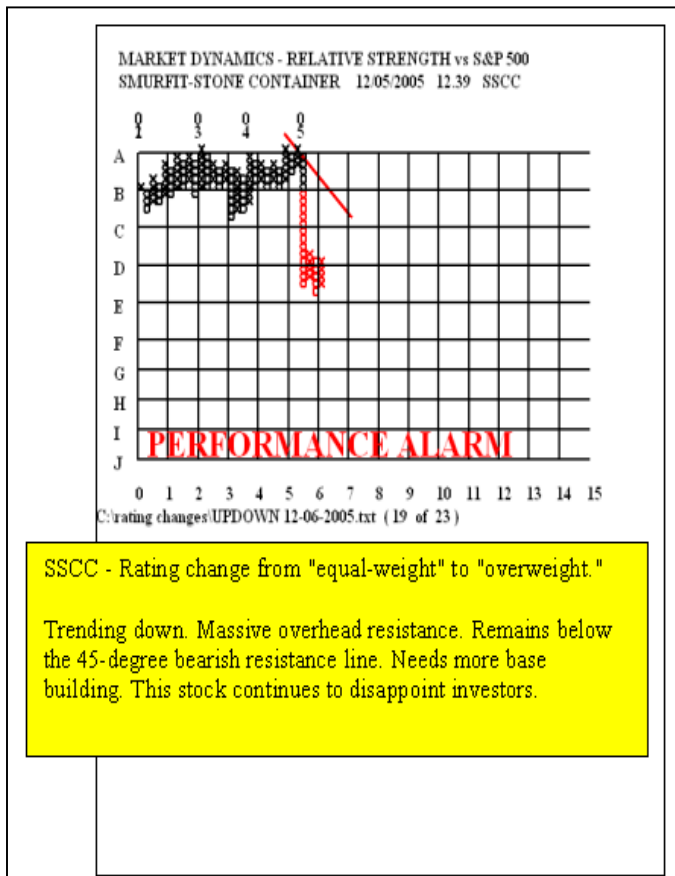 MARKET DYNAMICS - RELATIVE STRENGTH vs S&P 500
SMURFIT-STONE CONTAINER 12/05/2005 12.39 SSCC
0 0 0 0
1 3 4 5
A
B
C
D
E
F
G
H
I
PERFORMANCE ALARM
J
0 1 2 3 4 5 6 7 8 9 10 11 12 13 14 15
C:\rating changes\UPDOWN 12-06-2005.txt ( 19 of 23 )
SSCC - Rating change from "equal-weight" to "overweight."
Trending down. Massive overhead resistance. Remains below
the 45-degree bearish resistance line. Needs more base
building. This stock continues to disappoint investors.